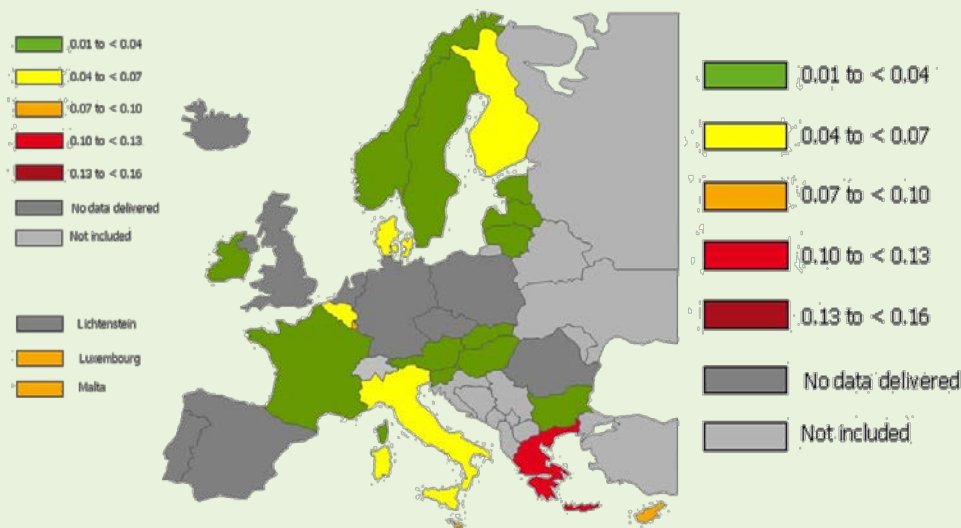 0.01 to < 0.04
0.04 to < 0.07
0.07 to < 0.10
0.10 to < 0.13
0.13 to < 0.16
No data delivered
Not included
Lichtenstein
Luxembourg
Malta
0.01 to < 0.04
0.04 to < 0.07
0.07 to < 0.10
0.10 to < 0.13
0.13 to < 0.16
No data delivered
Not included